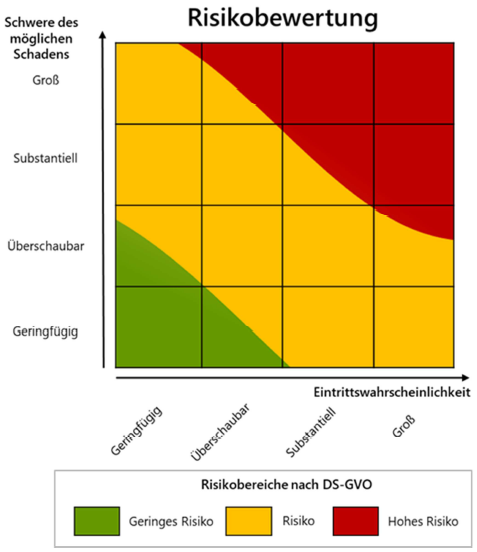 Risikobewertung
Schwere des
möglichen
Schadens
Groß
Substantiell
Überschaubar
Geringfügig
Eintrittswahrscheinlichkeit
Geringfügig
Überschaubar
Substantiell
Groß
Risikobereiche nach DS-GVO
Geringes Risiko
Risiko
Hohes Risiko